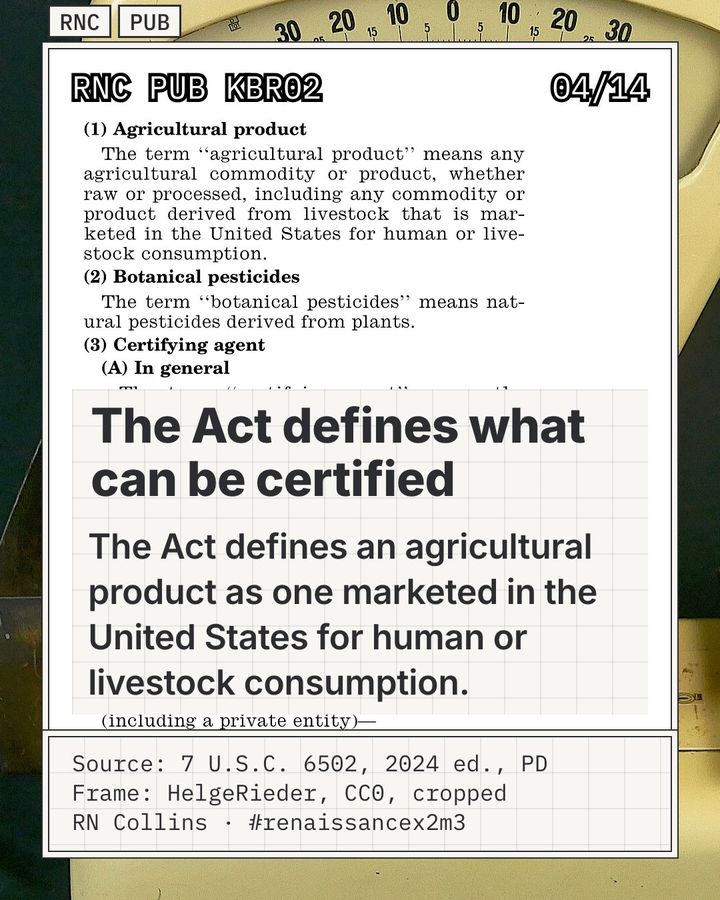 RNC PUB
30 20 10 0 10 20 30
25 15 5 5 15 25
RNC PUB KBR02 04/14
(1) Agricultural product
The term ‘‘agricultural product’’ means any
agricultural commodity or product, whether
raw or processed, including any commodity or
product derived from livestock that is mar-
keted in the United States for human or live-
stock consumption.
(2) Botanical pesticides
The term ‘‘botanical pesticides’’ means nat-
ural pesticides derived from plants.
(3) Certifying agent
(A) In general
The Act defines what
can be certified
The Act defines an agricultural
product as one marketed in the
United States for human or
livestock consumption.
(including a private entity)—
Source: 7 U.S.C. 6502, 2024 ed., PD
Frame: HelgeRieder, CC0, cropped
RN Collins · #renaissancex2m3